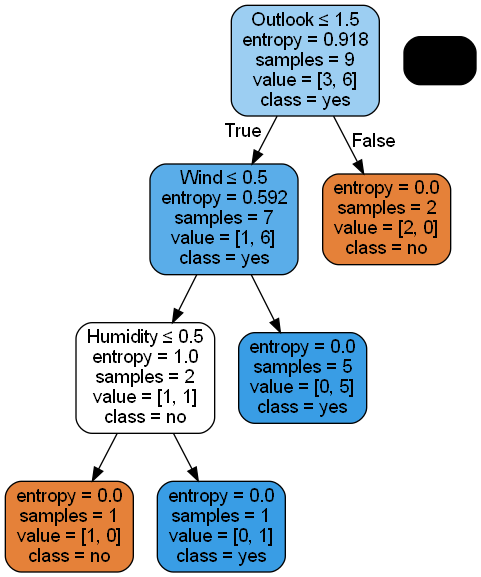 Outlook ≤ 1.5
entropy = 0.918
samples = 9
value = [3, 6]
class = yes
True
False
Wind ≤ 0.5
entropy = 0.592
samples = 7
value = [1, 6]
class = yes
entropy = 0.0
samples = 2
value = [2, 0]
class = no
Humidity ≤ 0.5
entropy = 1.0
samples = 2
value = [1, 1]
class = no
entropy = 0.0
samples = 5
value = [0, 5]
class = yes
entropy = 0.0
samples = 1
value = [1, 0]
class = no
entropy = 0.0
samples = 1
value = [0, 1]
class = yes